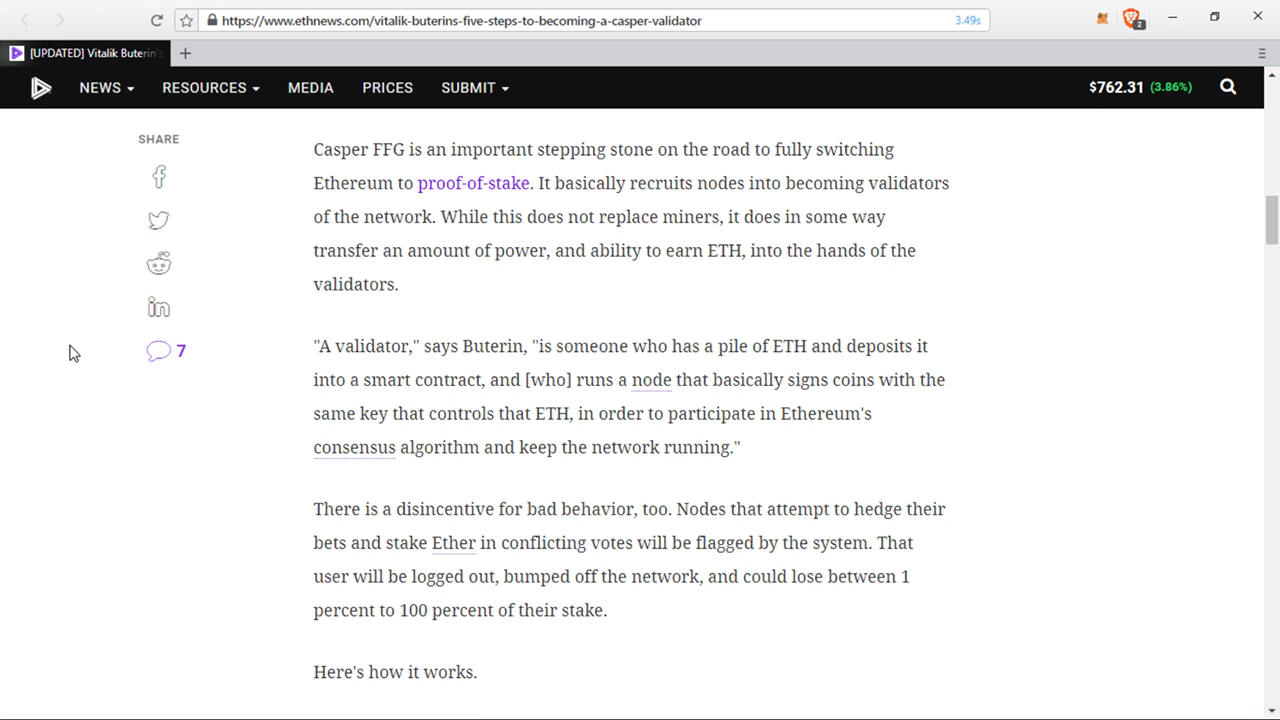 https://www.ethnews.com/vitalik-buterins-five-steps-to-becoming-a-casper-validator
3.49s
2
[UPDATED] Vitalik Buterin's
NEWS
RESOURCES
MEDIA
PRICES
SUBMIT
$762.31 (3.86%)
SHARE
7
Casper FFG is an important stepping stone on the road to fully switching
Ethereum to proof-of-stake. It basically recruits nodes into becoming validators
of the network. While this does not replace miners, it does in some way
transfer an amount of power, and ability to earn ETH, into the hands of the
validators.
"A validator," says Buterin, "is someone who has a pile of ETH and deposits it
into a smart contract, and [who] runs a node that basically signs coins with the
same key that controls that ETH, in order to participate in Ethereum's
consensus algorithm and keep the network running."
There is a disincentive for bad behavior, too. Nodes that attempt to hedge their
bets and stake Ether in conflicting votes will be flagged by the system. That
user will be logged out, bumped off the network, and could lose between 1
percent to 100 percent of their stake.
Here's how it works.